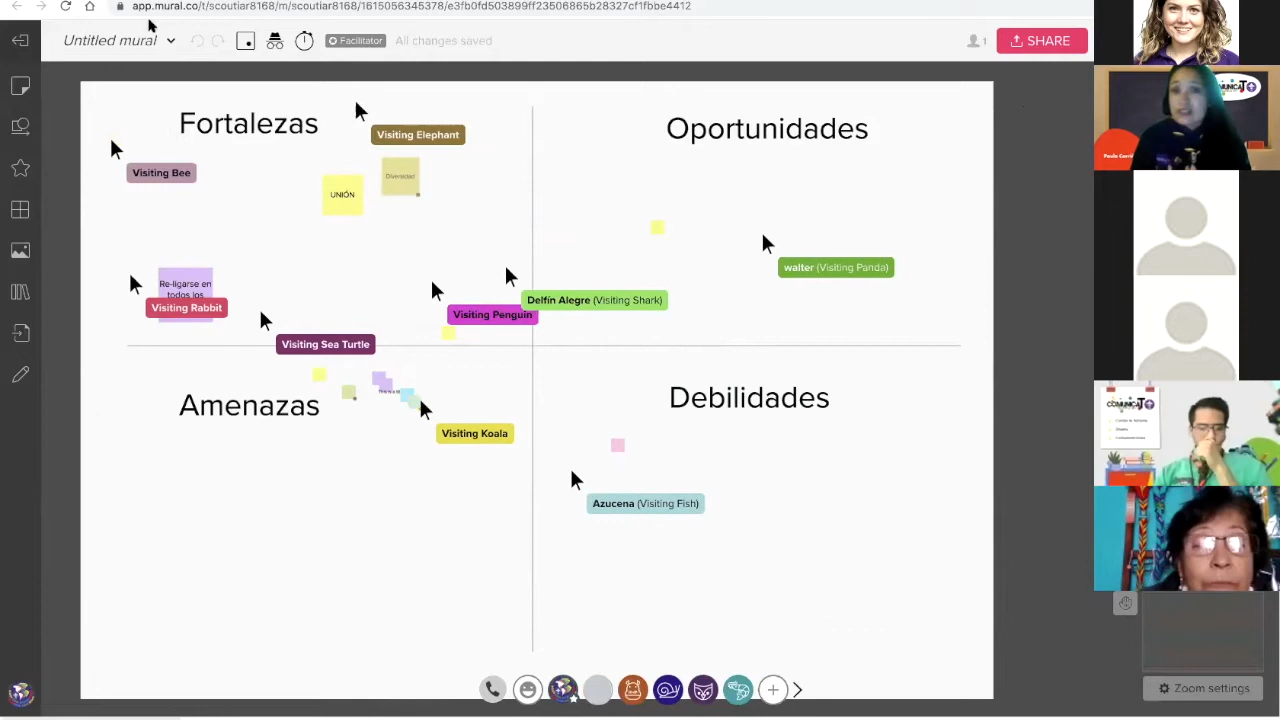 app.mural.co/t/scoutiar8168/m/scoutiar8168/1615056345378/e3fb0fd503899ff23506865b28327cf1fbbe4412
Untitled mural
Facilitator
All changes saved
1
SHARE
Fortalezas
Oportunidades
Visiting Elephant
Visiting Bee
Diversidad
UNIÓN
walter (Visiting Panda)
Re-ligarse en
todos los
Visiting Rabbit
Delfín Alegre (Visiting Shark)
Visiting Penguin
Visiting Sea Turtle
Amenazas
Debilidades
Visiting Koala
Azucena (Visiting Fish)
Zoom settings